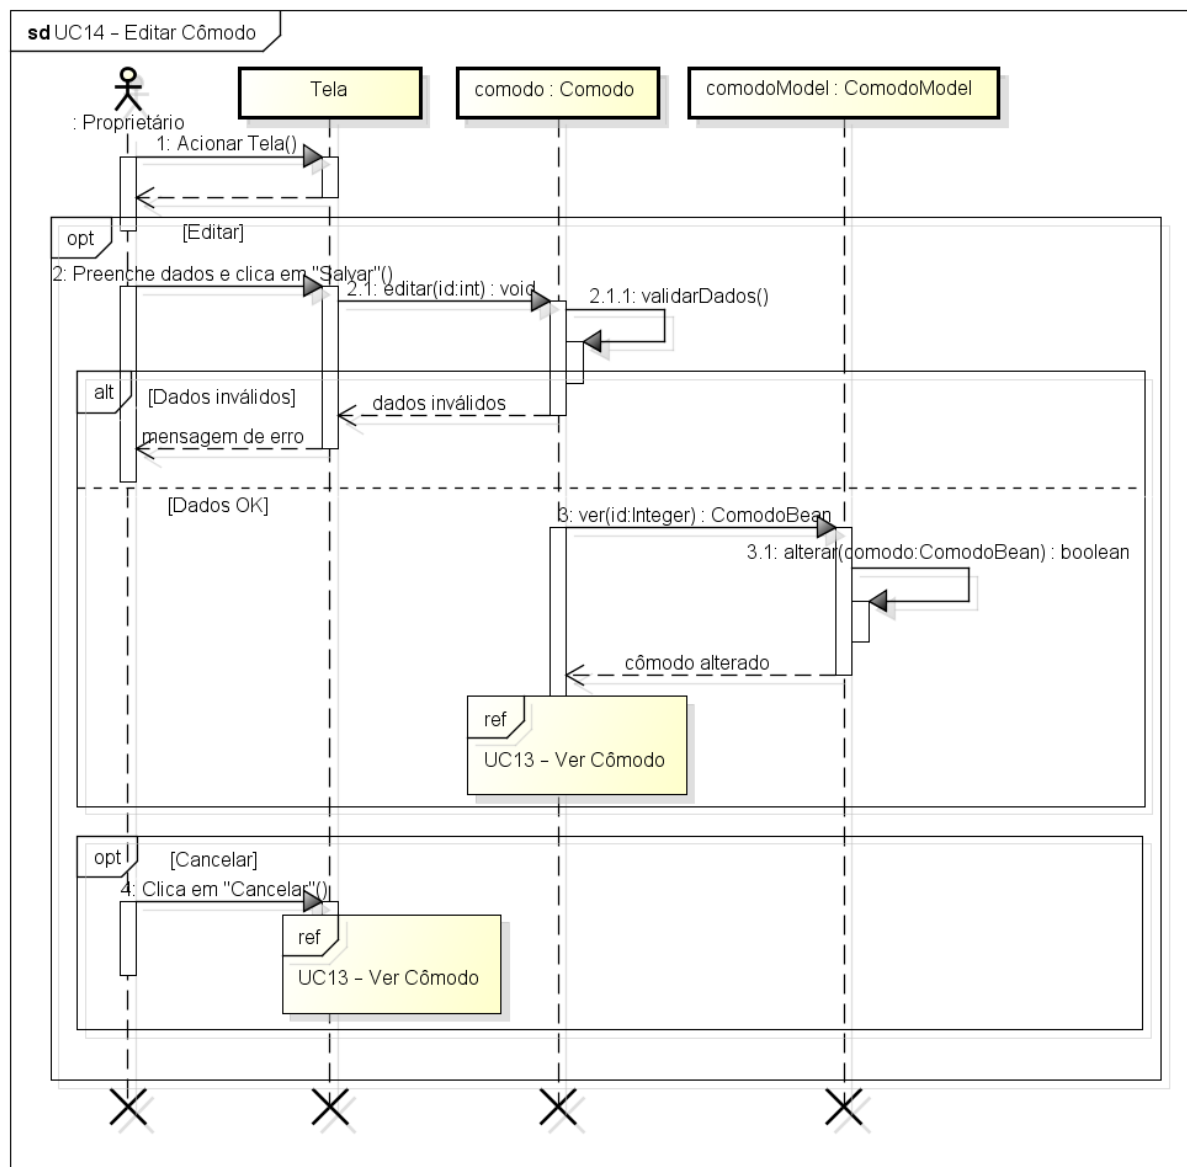 sd UC14 – Editar Cômodo
: Proprietário
Tela
comodo : Comodo
comodoModel : ComodoModel
1: Acionar Tela()
opt
[Editar]
2: Preenche dados e clica em "Salvar"()
2.1: editar(id:int) : void
2.1.1: validarDados()
alt
[Dados inválidos]
dados inválidos
mensagem de erro
[Dados OK]
3: ver(id:Integer) : ComodoBean
3.1: alterar(comodo:ComodoBean) : boolean
cômodo alterado
ref
UC13 – Ver Cômodo
opt
[Cancelar]
4: Clica em "Cancelar"()
ref
UC13 – Ver Cômodo